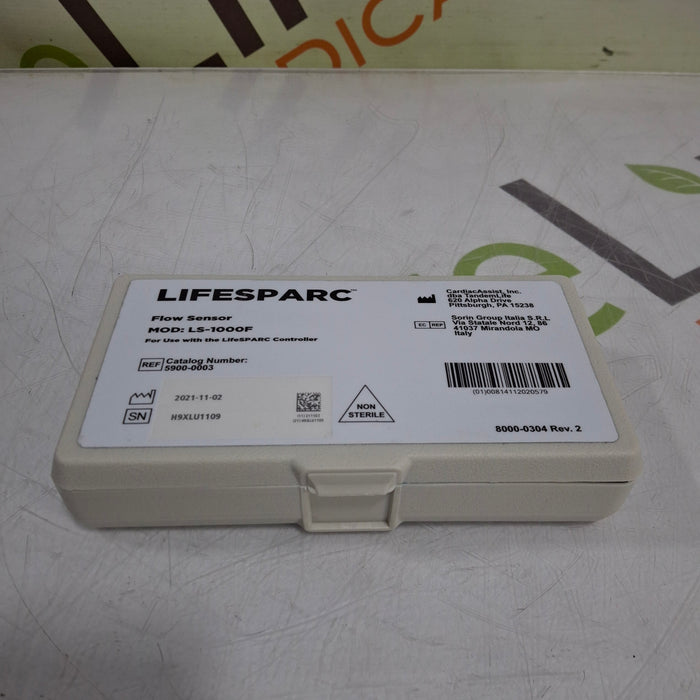 LIFESPARC™
Flow Sensor
MOD: LS-1000F
For Use with the LifeSPARC Controller
REF Catalog Number:
5900-0003
2021-11-02
SN H9XLU1109
NON
STERILE
CardiacAssist, Inc.
dba TandemLife
620 Alpha Drive
Pittsburgh, PA 15238
EC REP Sorin Group Italia S.R.L
Via Statale Nord 12, 86
41037 Mirandola MO
Italy
(01)00814112020579
8000-0304 Rev. 2